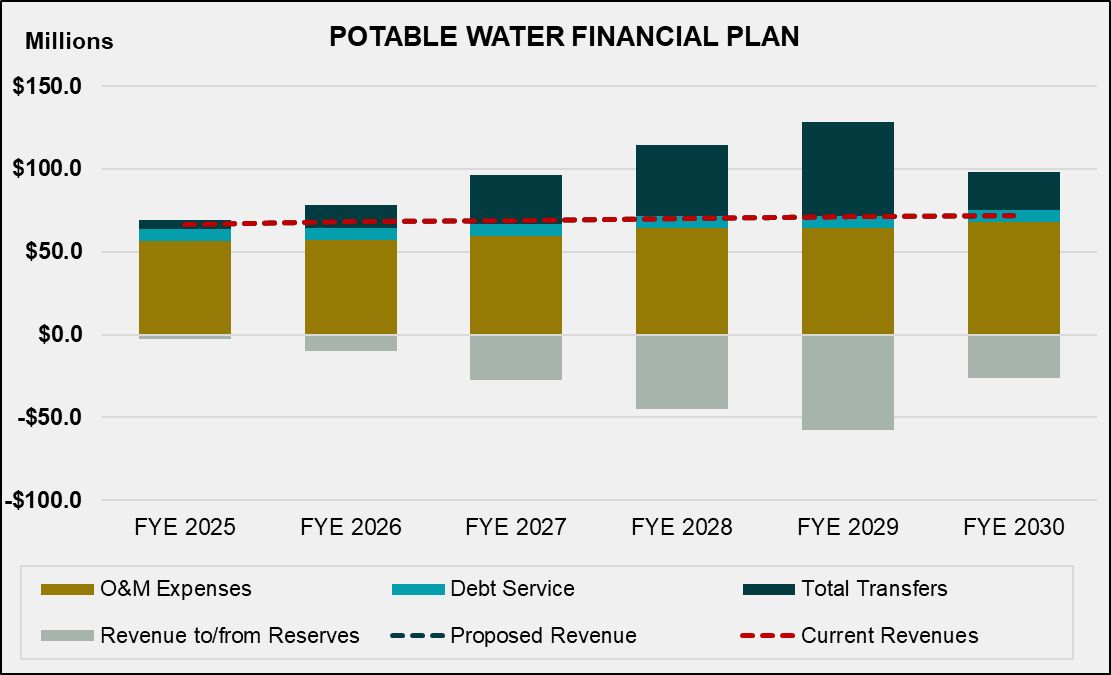 Millions
POTABLE WATER FINANCIAL PLAN
$150.0
$100.0
$50.0
$0.0
-$50.0
-$100.0
FYE 2025 FYE 2026 FYE 2027 FYE 2028 FYE 2029 FYE 2030
O&M Expenses Debt Service Total Transfers
Revenue to/from Reserves Proposed Revenue Current Revenues